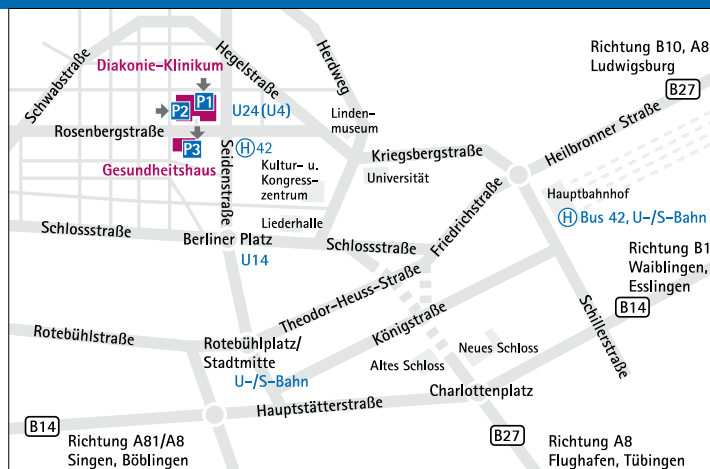 Schwabstraße
Diakonie-Klinikum
Hegelstraße
Herdweg
Richtung B10, A8
Ludwigsburg
B27
P1
P2
U24 (U4)
Linden-
museum
Rosenbergstraße
H 42
P3
Gesundheitshaus
Seidenstraße
Kultur- u.
Kongress-
zentrum
Kriegsbergstraße
Universität
Heilbronner Straße
Hauptbahnhof
H Bus 42, U-/S-Bahn
Liederhalle
Schlossstraße
Berliner Platz
U14
Schlossstraße
Friedrichstraße
Richtung B1
Waiblingen,
Esslingen
B14
Theodor-Heuss-Straße
Königstraße
Schillerstraße
Rotebühlstraße
Rotebühlplatz/
Stadtmitte
U-/S-Bahn
Altes Schloss
Neues Schloss
Charlottenplatz
Hauptstätterstraße
B14
Richtung A81/A8
Singen, Böblingen
B27
Richtung A8
Flughafen, Tübingen